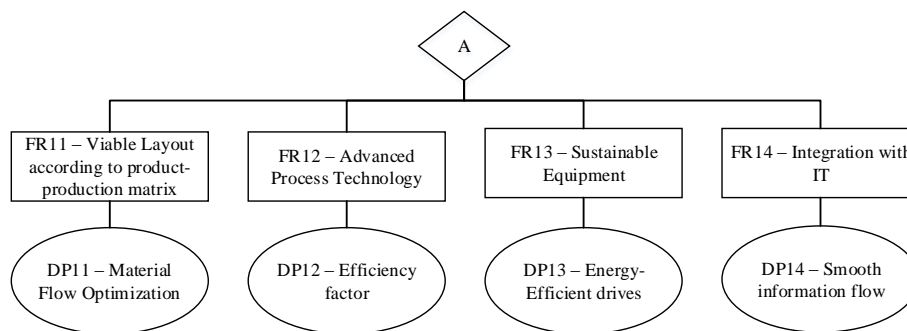 A
FR11 – Viable Layout
according to product-
production matrix
FR12 – Advanced
Process Technology
FR13 – Sustainable
Equipment
FR14 – Integration with
IT
DP11 – Material
Flow Optimization
DP12 – Efficiency
factor
DP13 – Energy-
Efficient drives
DP14 – Smooth
information flow